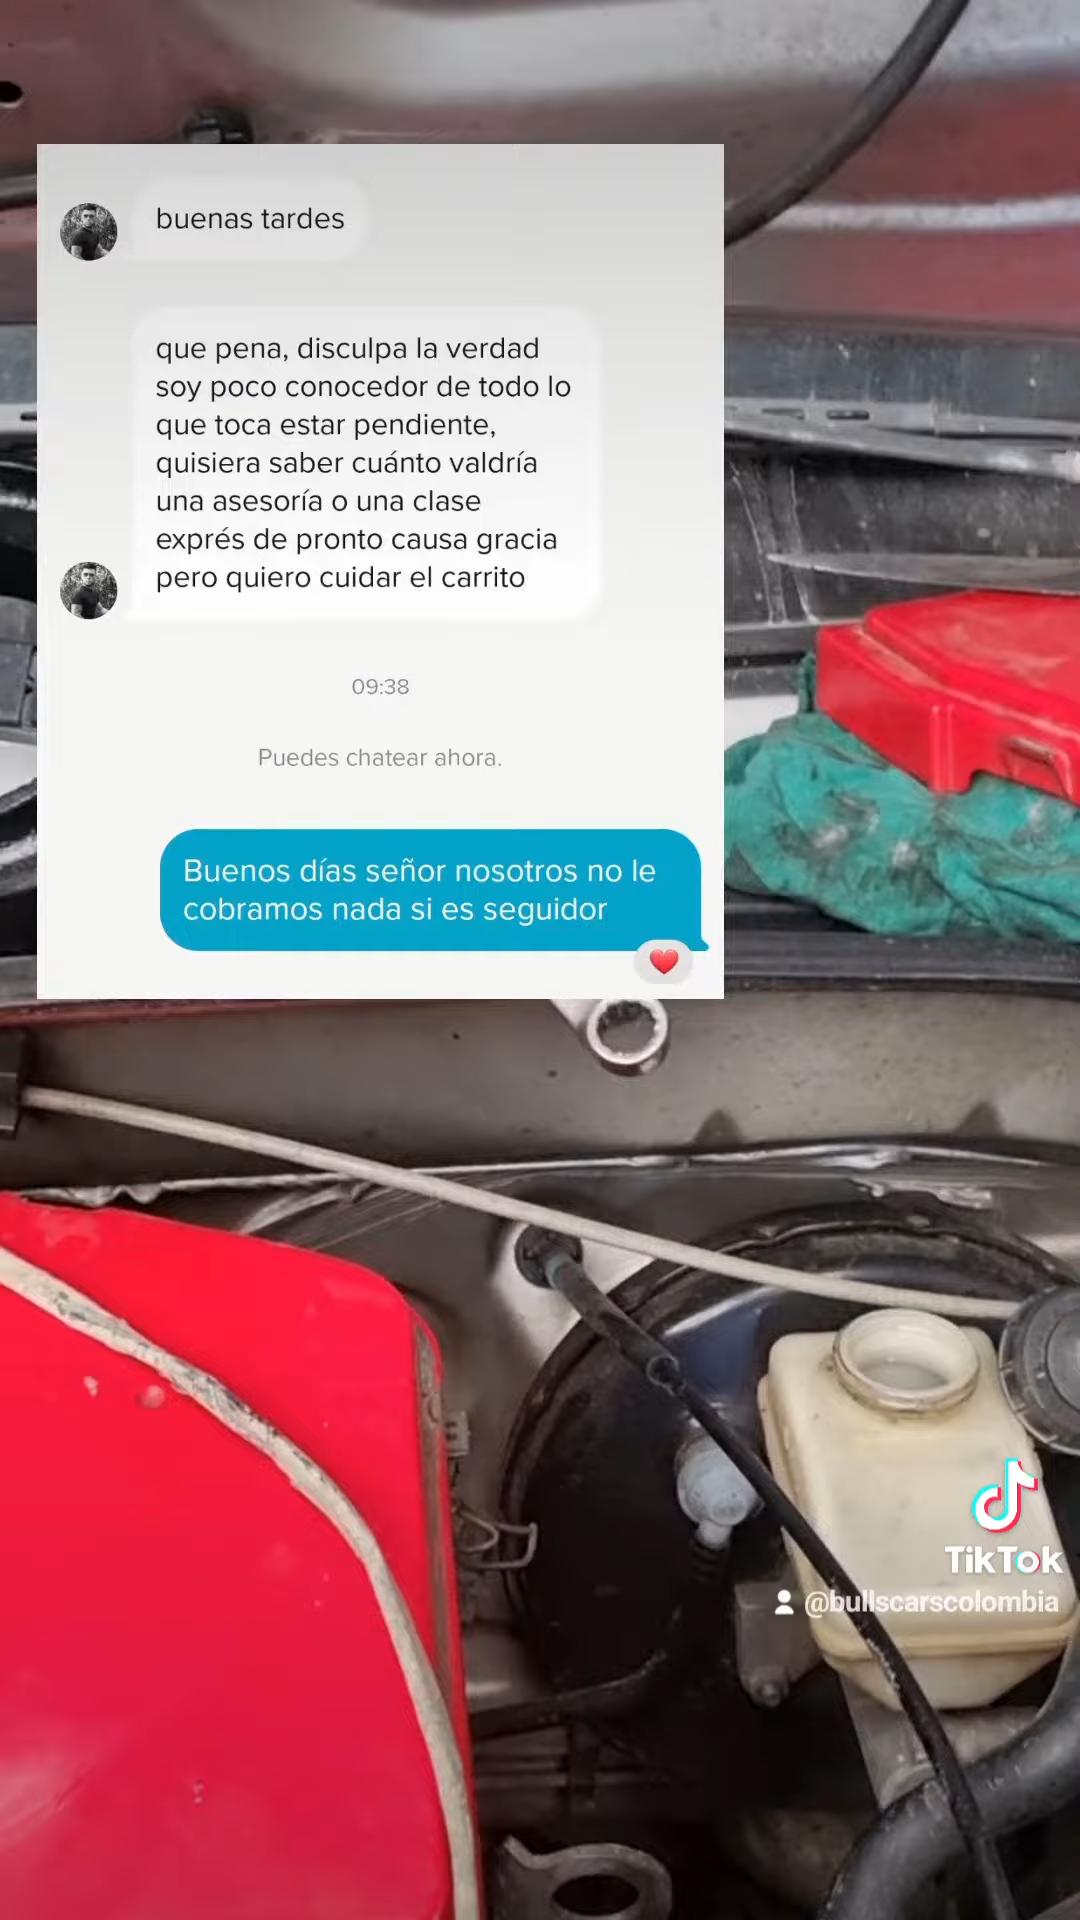 buenas tardes
que pena, disculpa la verdad
soy poco conocedor de todo lo
que toca estar pendiente,
quisiera saber cuánto valdría
una asesoría o una clase
exprés de pronto causa gracia
pero quiero cuidar el carrito
09:38
Puedes chatear ahora.
Buenos días señor nosotros no le
cobramos nada si es seguidor
TikTok
@bullscarscolombia